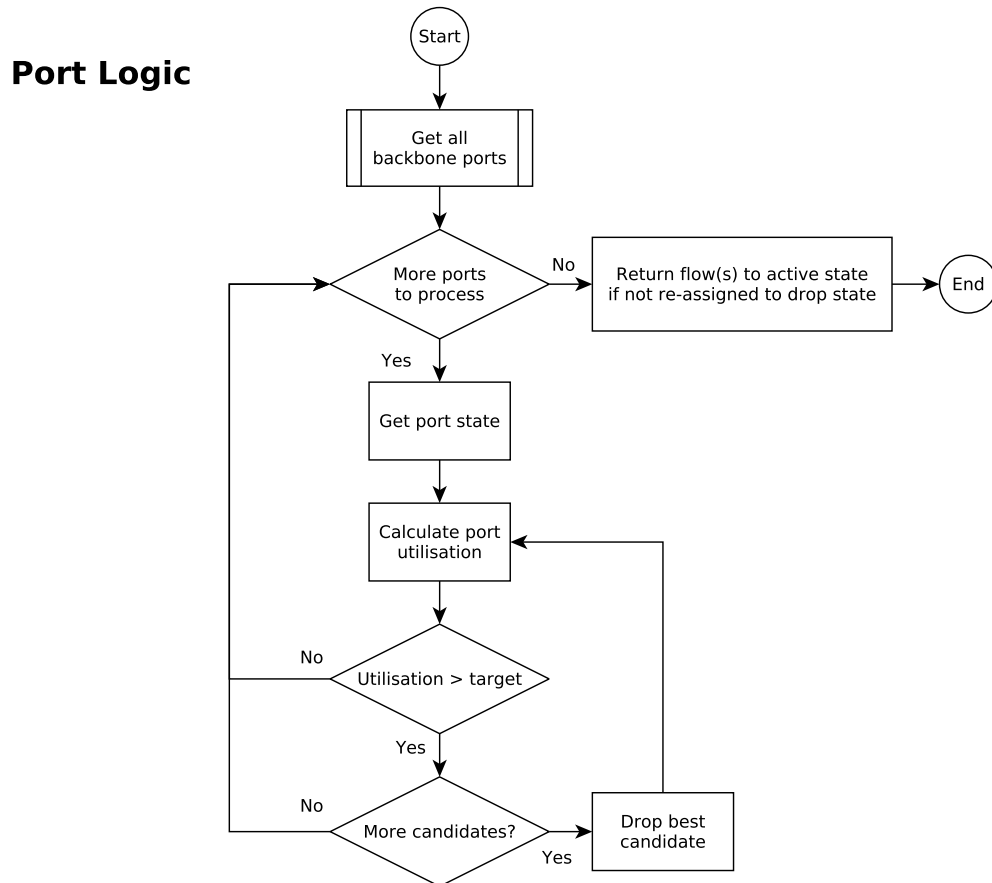 Start
Port Logic
Get all
backbone ports
More ports
to process
No
Return flow(s) to active state
if not re-assigned to drop state
End
Yes
Get port state
Calculate port
utilisation
No
Utilisation > target
Yes
No
More candidates?
Yes
Drop best
candidate